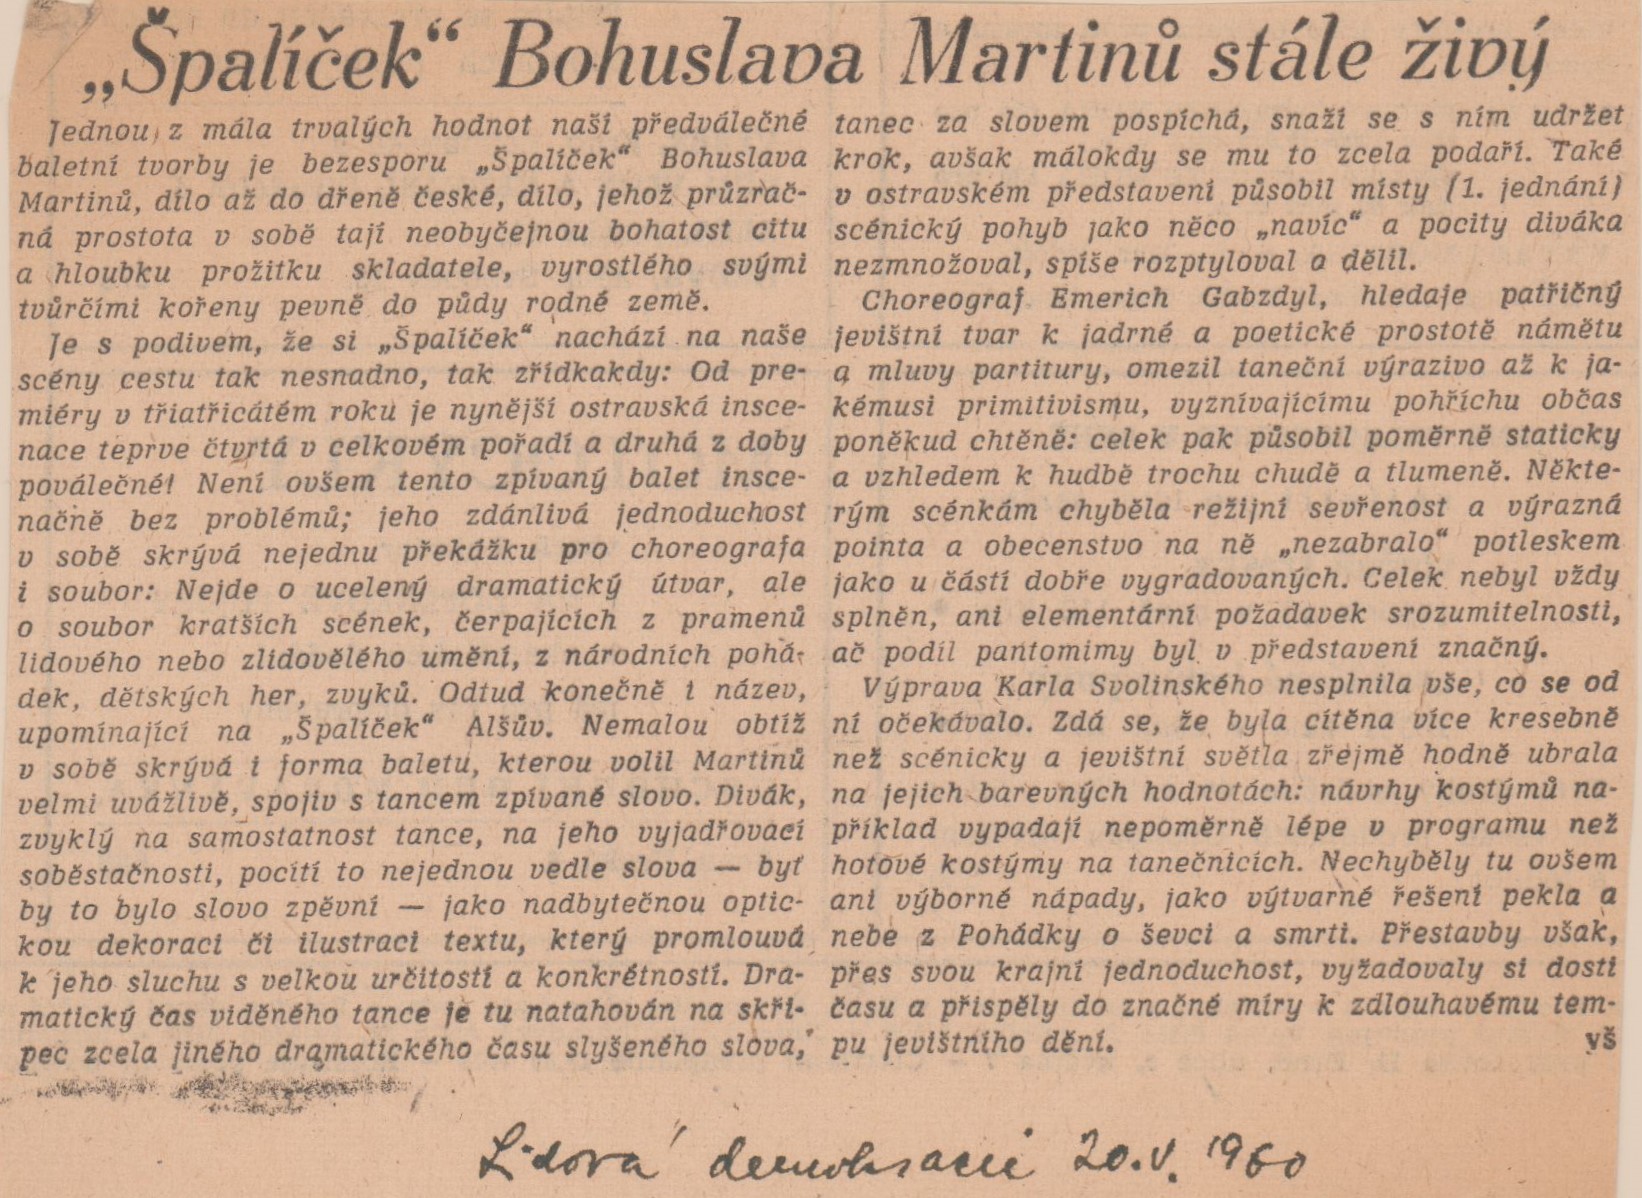 „Špalíček“ Bohuslava Martinů stále živý
Jednou z mála trvalých hodnot naší předválečné
baletní tvorby je bezesporu „Špalíček“ Bohuslava
Martinů, dílo až do dřeně české, dílo, jehož průzrač-
ná prostota v sobě tají neobyčejnou bohatost citu
a hloubku prožitku skladatele, vyrostlého svými
tvůrčími kořeny pevně do půdy rodné země.
Je s podivem, že si „Špalíček“ nachází na naše
scény cestu tak nesnadno, tak zřídkakdy: Od pre-
miéry v třiatřicátém roku je nynější ostravská insce-
nace teprve čtvrtá v celkovém pořadí a druhá z doby
poválečné! Není ovšem tento zpívaný balet insce-
načně bez problémů; jeho zdánlivá jednoduchost
v sobě skrývá nejednu překážku pro choreografa
i soubor: Nejde o ucelený dramatický útvar, ale
o soubor kratších scének, čerpajících z pramenů
lidového nebo zlidovělého umění, z národních pohá-
dek, dětských her, zvyků. Odtud konečně i název,
upomínající na „Špalíček“ Alšův. Nemalou obtíž
v sobě skrývá i forma baletu, kterou volil Martinů
velmi uvážlivě, spojiv s tancem zpívané slovo. Divák,
zvyklý na samostatnost tance, na jeho vyjadřovací
soběstačnosti, pocítí to nejednou vedle slova — byť
by to bylo slovo zpěvní — jako nadbytečnou optic-
kou dekoraci či ilustraci textu, který promlouvá
k jeho sluchu s velkou určitostí a konkrétností. Dra-
matický čas viděného tance je tu natahován na skři-
pec zcela jiného dramatického času slyšeného slova,
tanec za slovem pospíchá, snaží se s ním udržet
krok, avšak málokdy se mu to zcela podaří. Také
v ostravském představení působil místy (1. jednání)
scénický pohyb jako něco „navíc“ a pocity diváka
nezmnožoval, spíše rozptyloval a dělil.
Choreograf Emerich Gabzdyl, hledaje patřičný
jevištní tvar k jadrné a poetické prostotě námětu
a mluvy partitury, omezil taneční výrazivo až k ja-
kémusi primitivismu, vyznívajícímu pohříchu občas
poněkud chtěně: celek pak působil poměrně staticky
a vzhledem k hudbě trochu chudě a tlumeně. Někte-
rým scénkám chyběla režijní sevřenost a výrazná
pointa a obecenstvo na ně „nezabralo“ potleskem
jako u částí dobře vygradovaných. Celek nebyl vždy
splněn, ani elementární požadavek srozumitelnosti,
ač podíl pantomimy byl v představení značný.
Výprava Karla Svolinského nesplnila vše, co se od
ní očekávalo. Zdá se, že byla cítěna více kresebně
než scénicky a jevištní světla zřejmě hodně ubrala
na jejich barevných hodnotách: návrhy kostýmů na-
příklad vypadají nepoměrně lépe v programu než
hotové kostýmy na tanečnicích. Nechyběly tu ovšem
ani výborné nápady, jako výtvarné řešení pekla a
nebe z Pohádky o ševci a smrti. Přestavby však,
přes svou krajní jednoduchost, vyžadovaly si dosti
času a přispěly do značné míry k zdlouhavému tem-
pu jevištního dění. vš
Lidová demokracie 20.V. 1960